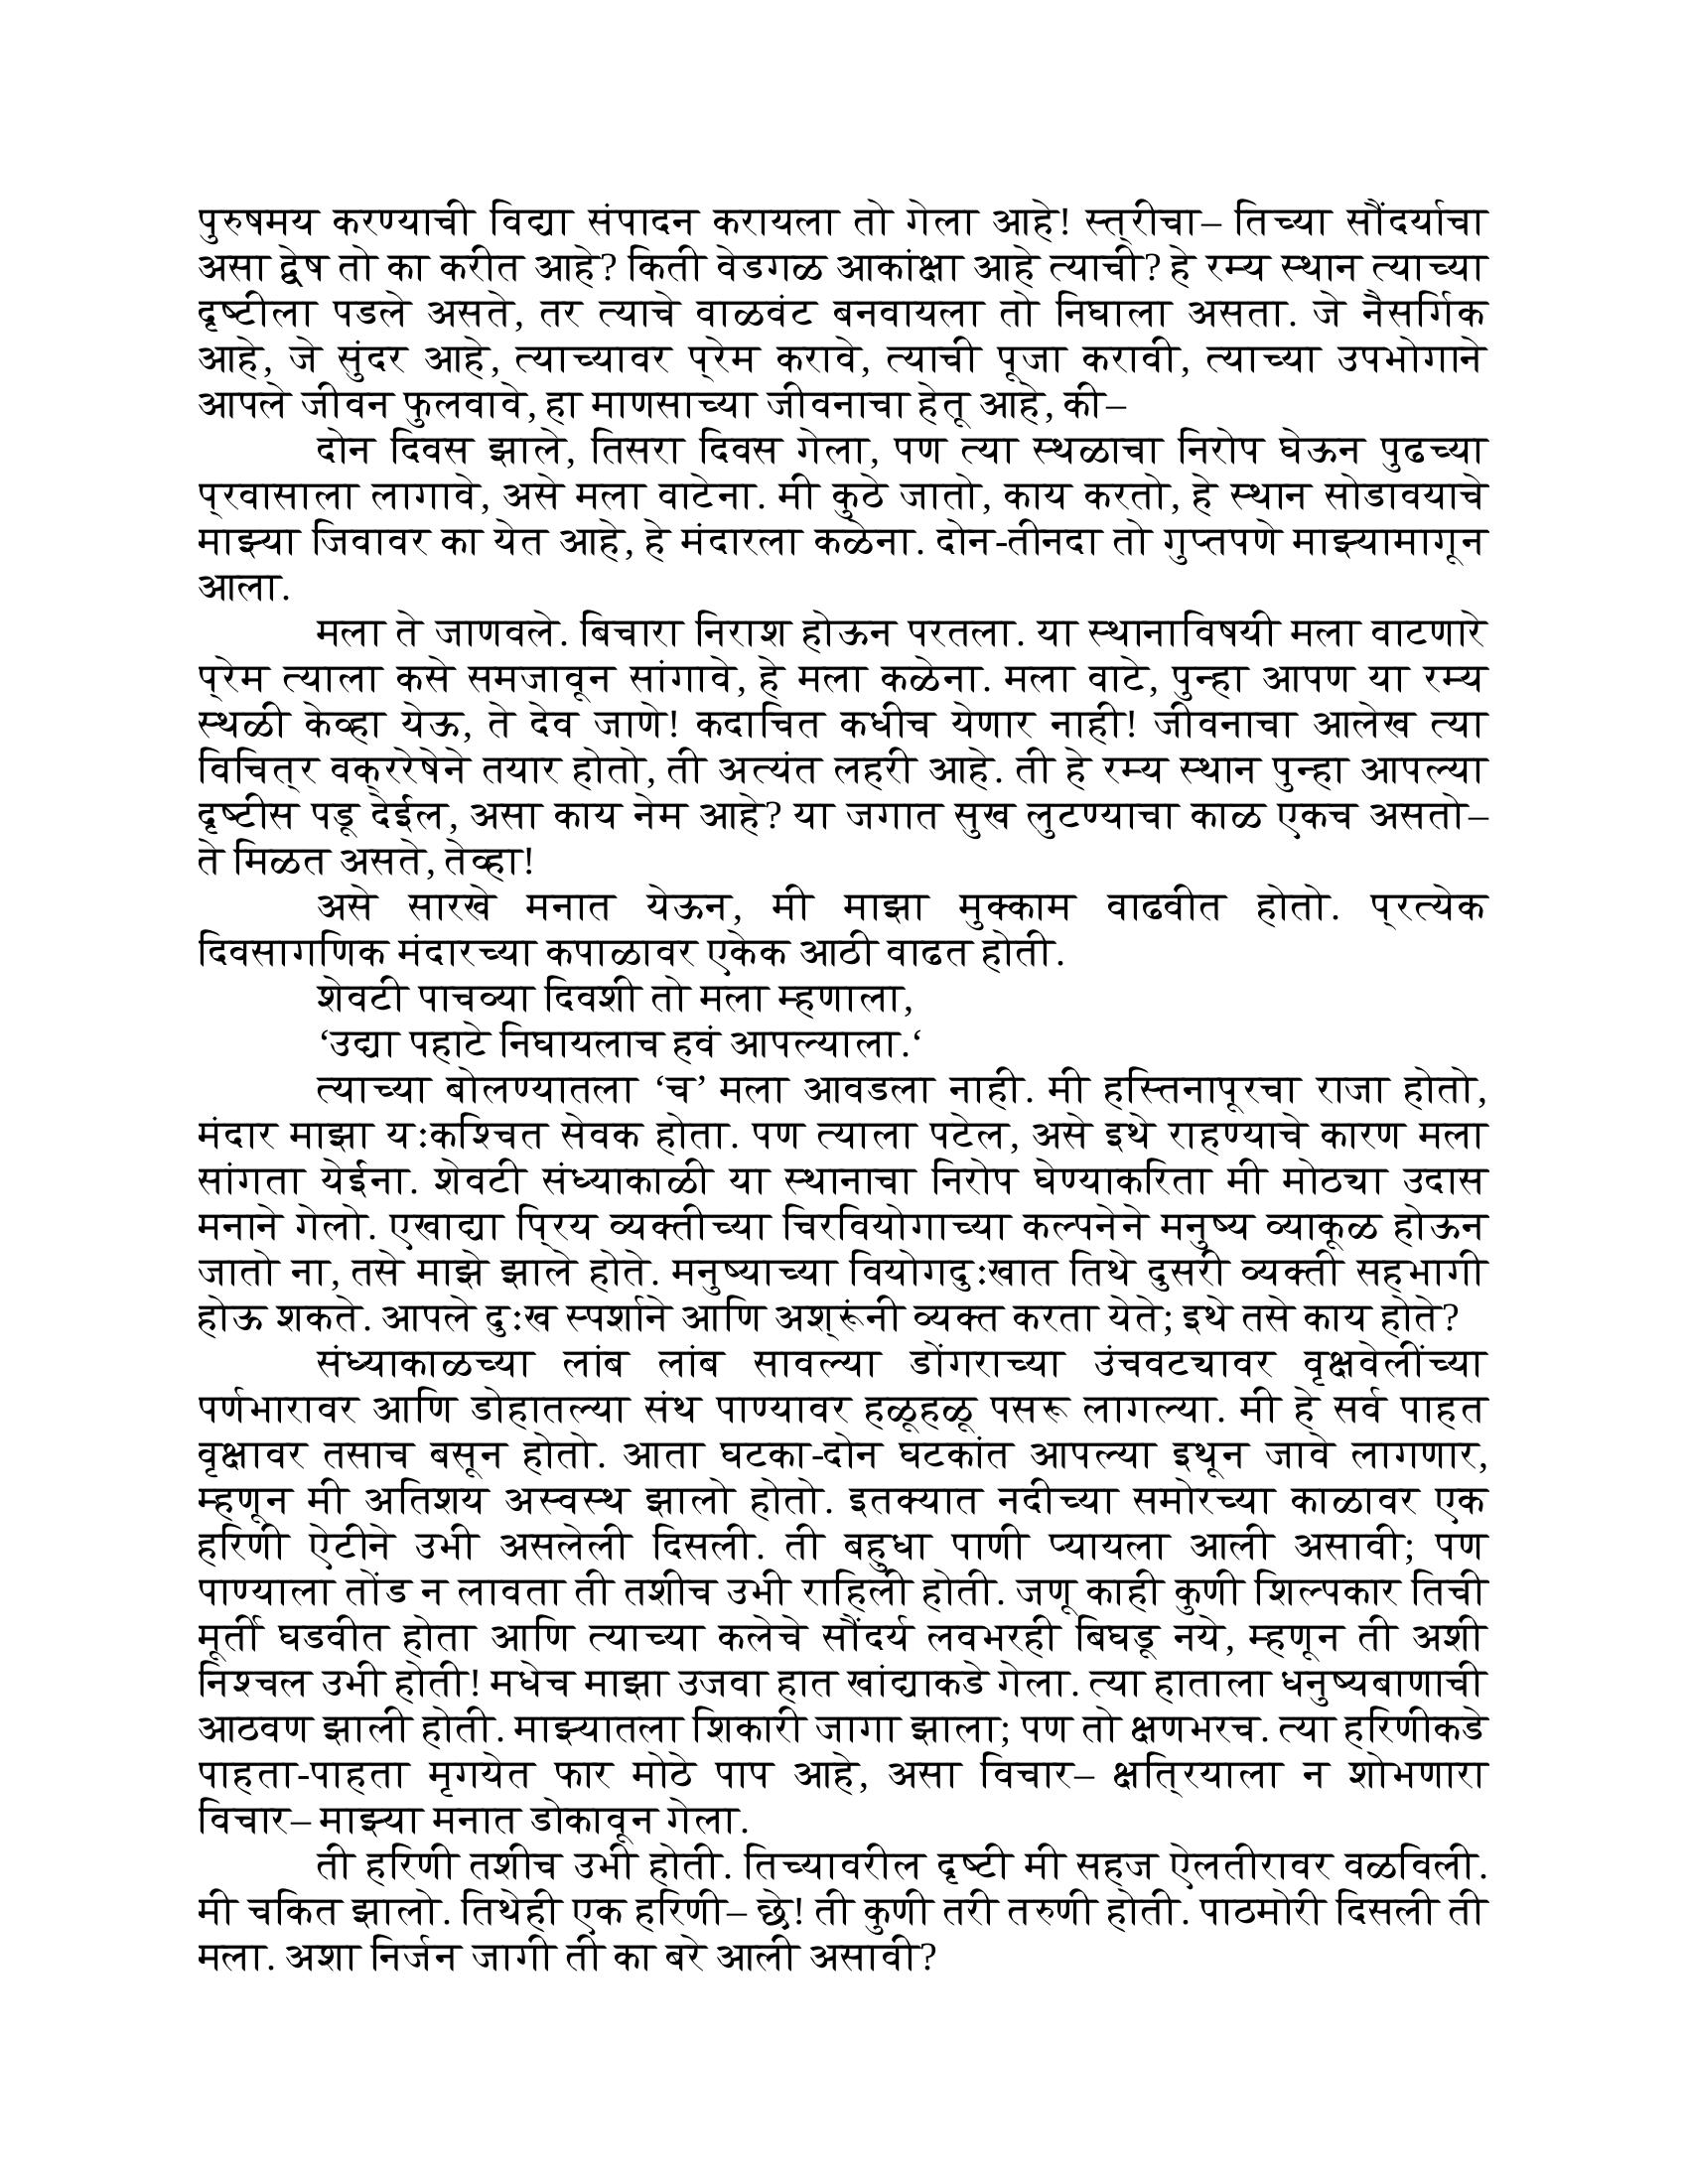 पुरुषमय करण्याची विद्या संपादन करायला तो गेला आहे! स्त्रीचा– तिच्या सौंदर्याचा
असा द्वेष तो का करीत आहे? किती वेडगळ आकांक्षा आहे त्याची? हे रम्य स्थान त्याच्या
दृष्टीला पडले असते, तर त्याचे वाळवंट बनवायला तो निघाला असता. जे नैसर्गिक
आहे, जे सुंदर आहे, त्याच्यावर प्रेम करावे, त्याची पूजा करावी, त्याच्या उपभोगाने
आपले जीवन फुलवावे, हा माणसाच्या जीवनाचा हेतू आहे, की–
दोन दिवस झाले, तिसरा दिवस गेला, पण त्या स्थळाचा निरोप घेऊन पुढच्या
प्रवासाला लागावे, असे मला वाटेना. मी कुठे जातो, काय करतो, हे स्थान सोडावयाचे
माझ्या जिवावर का येत आहे, हे मंदारला कळेना. दोन-तीनदा तो गुप्तपणे माझ्यामागून
आला.
मला ते जाणवले. बिचारा निराश होऊन परतला. या स्थानाविषयी मला वाटणारे
प्रेम त्याला कसे समजावून सांगावे, हे मला कळेना. मला वाटे, पुन्हा आपण या रम्य
स्थळी केव्हा येऊ, ते देव जाणे! कदाचित कधीच येणार नाही! जीवनाचा आलेख त्या
विचित्र वक्ररेषेने तयार होतो, ती अत्यंत लहरी आहे. ती हे रम्य स्थान पुन्हा आपल्या
दृष्टीस पडू देईल, असा काय नेम आहे? या जगात सुख लुटण्याचा काळ एकच असतो–
ते मिळत असते, तेव्हा!
असे सारखे मनात येऊन, मी माझा मुक्काम वाढवीत होतो. प्रत्येक
दिवसागणिक मंदारच्या कपाळावर एकेक आठी वाढत होती.
शेवटी पाचव्या दिवशी तो मला म्हणाला,
‘उद्या पहाटे निघायलाच हवं आपल्याला.‘
त्याच्या बोलण्यातला ‘च’ मला आवडला नाही. मी हस्तिनापूरचा राजा होतो,
मंदार माझा यःकश्चित सेवक होता. पण त्याला पटेल, असे इथे राहण्याचे कारण मला
सांगता येईना. शेवटी संध्याकाळी या स्थानाचा निरोप घेण्याकरिता मी मोठ्या उदास
मनाने गेलो. एखाद्या प्रिय व्यक्तीच्या चिरवियोगाच्या कल्पनेने मनुष्य व्याकूळ होऊन
जातो ना, तसे माझे झाले होते. मनुष्याच्या वियोगदुःखात तिथे दुसरी व्यक्ती सहभागी
होऊ शकते. आपले दुःख स्पर्शाने आणि अश्रूंनी व्यक्त करता येते; इथे तसे काय होते?
संध्याकाळच्या लांब लांब सावल्या डोंगराच्या उंचवट्यावर वृक्षवेलींच्या
पर्णभारावर आणि डोहातल्या संथ पाण्यावर हळूहळू पसरू लागल्या. मी हे सर्व पाहत
वृक्षावर तसाच बसून होतो. आता घटका-दोन घटकांत आपल्या इथून जावे लागणार,
म्हणून मी अतिशय अस्वस्थ झालो होतो. इतक्यात नदीच्या समोरच्या काळावर एक
हरिणी ऐटीने उभी असलेली दिसली. ती बहुधा पाणी प्यायला आली असावी; पण
पाण्याला तोंड न लावता ती तशीच उभी राहिली होती. जणू काही कुणी शिल्पकार तिची
मूर्ती घडवीत होता आणि त्याच्या कलेचे सौंदर्य लवभरही बिघडू नये, म्हणून ती अशी
निश्चल उभी होती! मधेच माझा उजवा हात खांद्याकडे गेला. त्या हाताला धनुष्यबाणाची
आठवण झाली होती. माझ्यातला शिकारी जागा झाला; पण तो क्षणभरच. त्या हरिणीकडे
पाहता-पाहता मृगयेत फार मोठे पाप आहे, असा विचार– क्षत्रियाला न शोभणारा
विचार– माझ्या मनात डोकावून गेला.
ती हरिणी तशीच उभी होती. तिच्यावरील दृष्टी मी सहज ऐलतीरावर वळविली.
मी चकित झालो. तिथेही एक हरिणी– छे! ती कुणी तरी तरुणी होती. पाठमोरी दिसली ती
मला. अशा निर्जन जागी ती का बरे आली असावी?